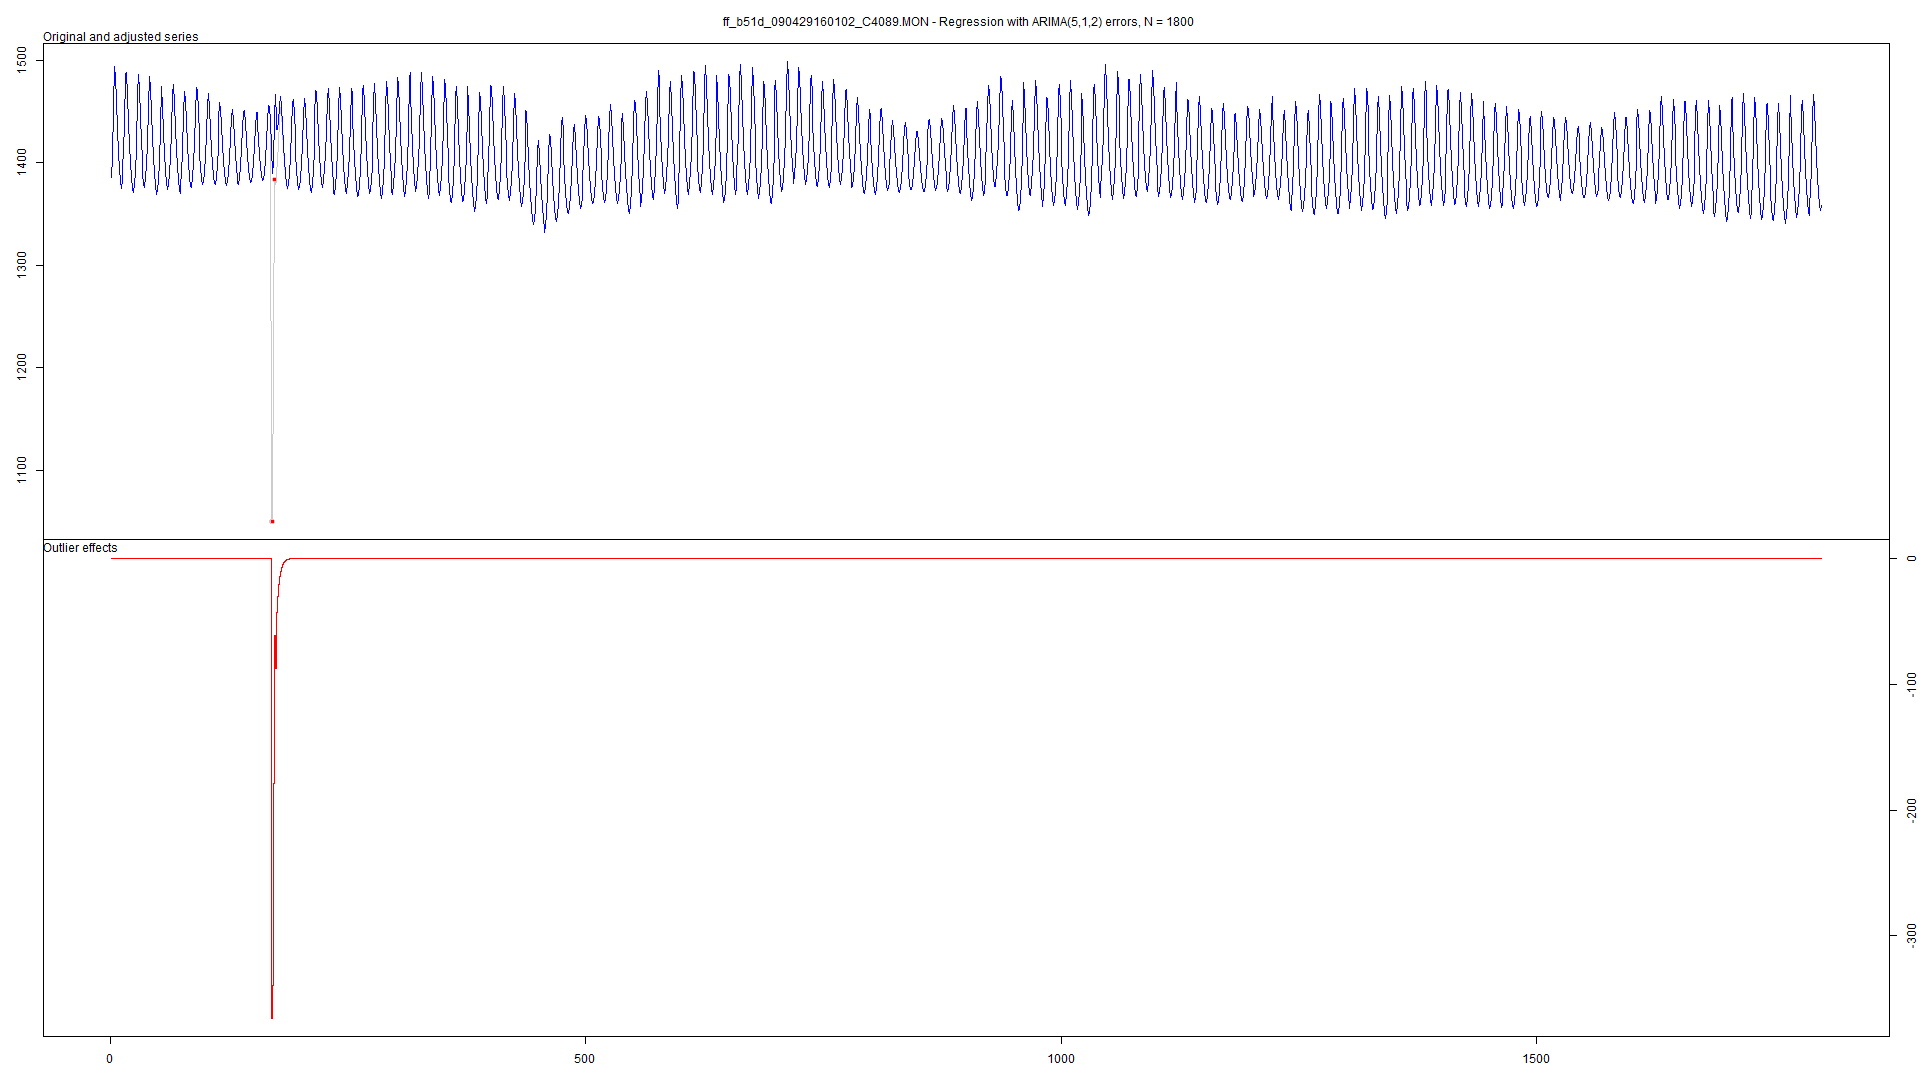 ff_b51d_090429160102_C4089.MON - Regression with ARIMA(5,1,2) errors, N = 1800
Original and adjusted series
1500
1400
1300
1200
1100
Outlier effects
0
-100
-200
-300
0 500 1000 1500